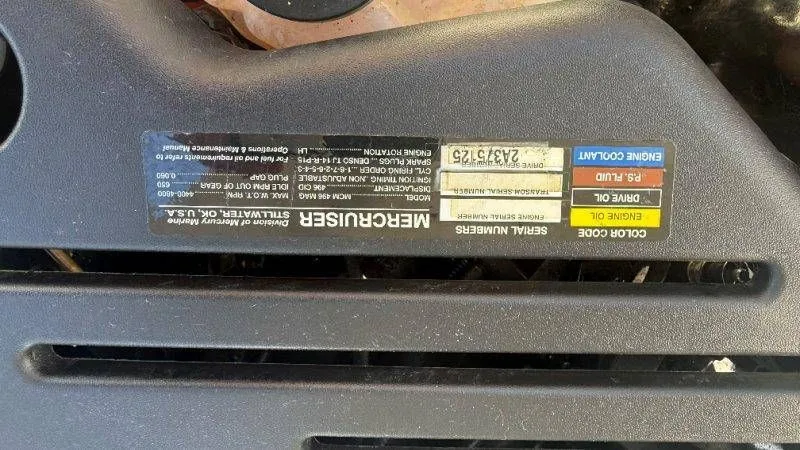 COLOR CODE
ENGINE OIL
DRIVE OIL
P.S. FLUID
ENGINE COOLANT
SERIAL NUMBERS
ENGINE SERIAL NUMBER
TRANSOM SERIAL NUMBER
DRIVE SERIAL NUMBER
2A375125
MERCRUISER
MODEL MCM 496 MAG
DISPLACEMENT 496 CID
IGNITION TIMING NON ADJUSTABLE
CYL. FIRING ORDER ...1-8-7-2-6-5-4-3
SPARK PLUGS ... DENSO TJ14-R-P15
ENGINE ROTATION LH
Division of Mercury Marine
STILLWATER, OK, U.S.A.
MAX. W.O.T. RPM 4400-4800
IDLE RPM OUT OF GEAR 650
PLUG GAP 0.060
For fuel and oil requirements refer to
Operations & Maintenance Manual